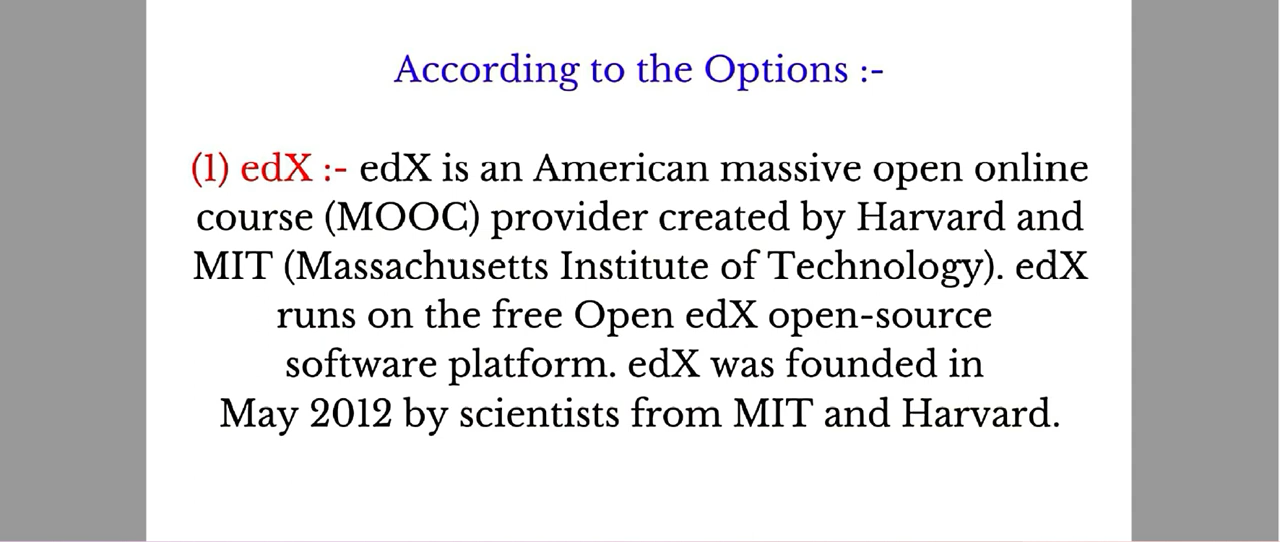 According to the Options :-
(1) edX :- edX is an American massive open online
course (MOOC) provider created by Harvard and
MIT (Massachusetts Institute of Technology). edX
runs on the free Open edX open-source
software platform. edX was founded in
May 2012 by scientists from MIT and Harvard.